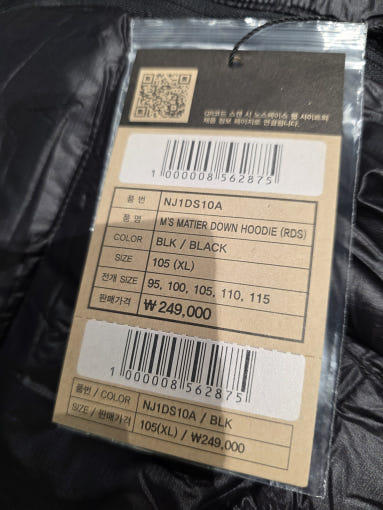 QR코드 스캔 시 노스페이스 웹 사이트의
제품 정보 페이지로 연결됩니다.
1 000008 562875
품 번 NJ1DS10A
품 명 M'S MATIER DOWN HOODIE (RDS)
COLOR BLK / BLACK
SIZE 105 (XL)
전개 SIZE 95, 100, 105, 110, 115
판매가격 ₩249,000
1 000008 562875
품번 / COLOR NJ1DS10A / BLK
SIZE / 판매가격 105(XL) / ₩249,000